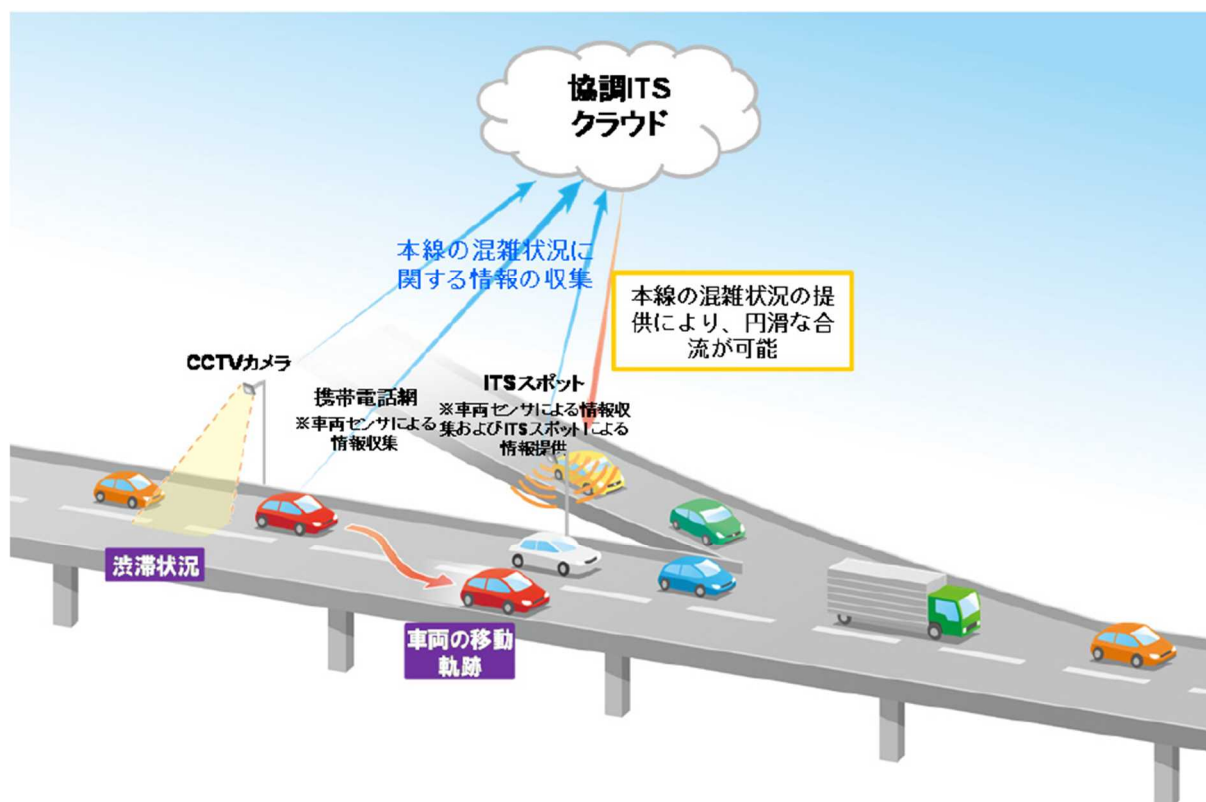 協調ITS
クラウド
本線の混雑状況に
関する情報の収集
本線の混雑状況の提
供により、円滑な合
流が可能
CCTVカメラ
携帯電話網
※車両センサによる
情報収集
ITSスポット
※車両センサによる情報収
集およびITSスポットによる
情報提供
渋滞状況
車両の移動
軌跡